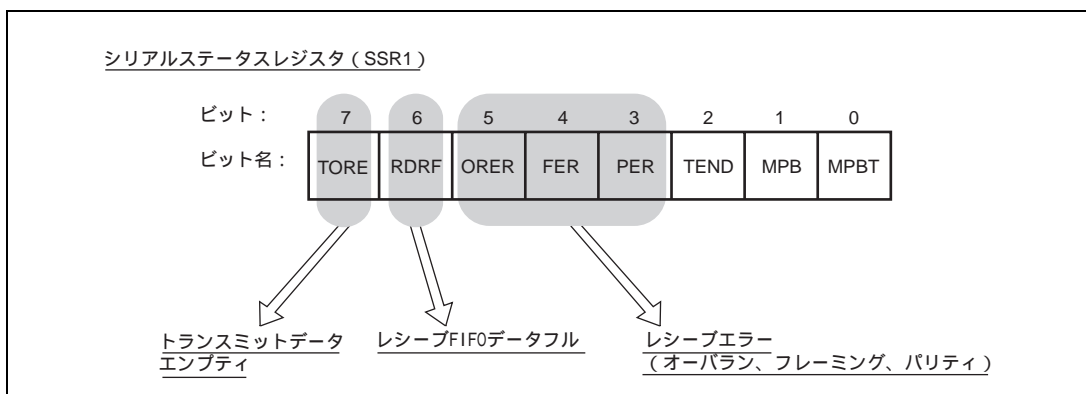 シリアルステータスレジスタ（SSR1）
ビット： 7 6 5 4 3 2 1 0
ビット名： TORE RDRF ORER FER PER TEND MPB MPBT
トランスミットデータ
エンプティ
レシーブFIFOデータフル
レシーブエラー
（オーバラン、フレーミング、パリティ）